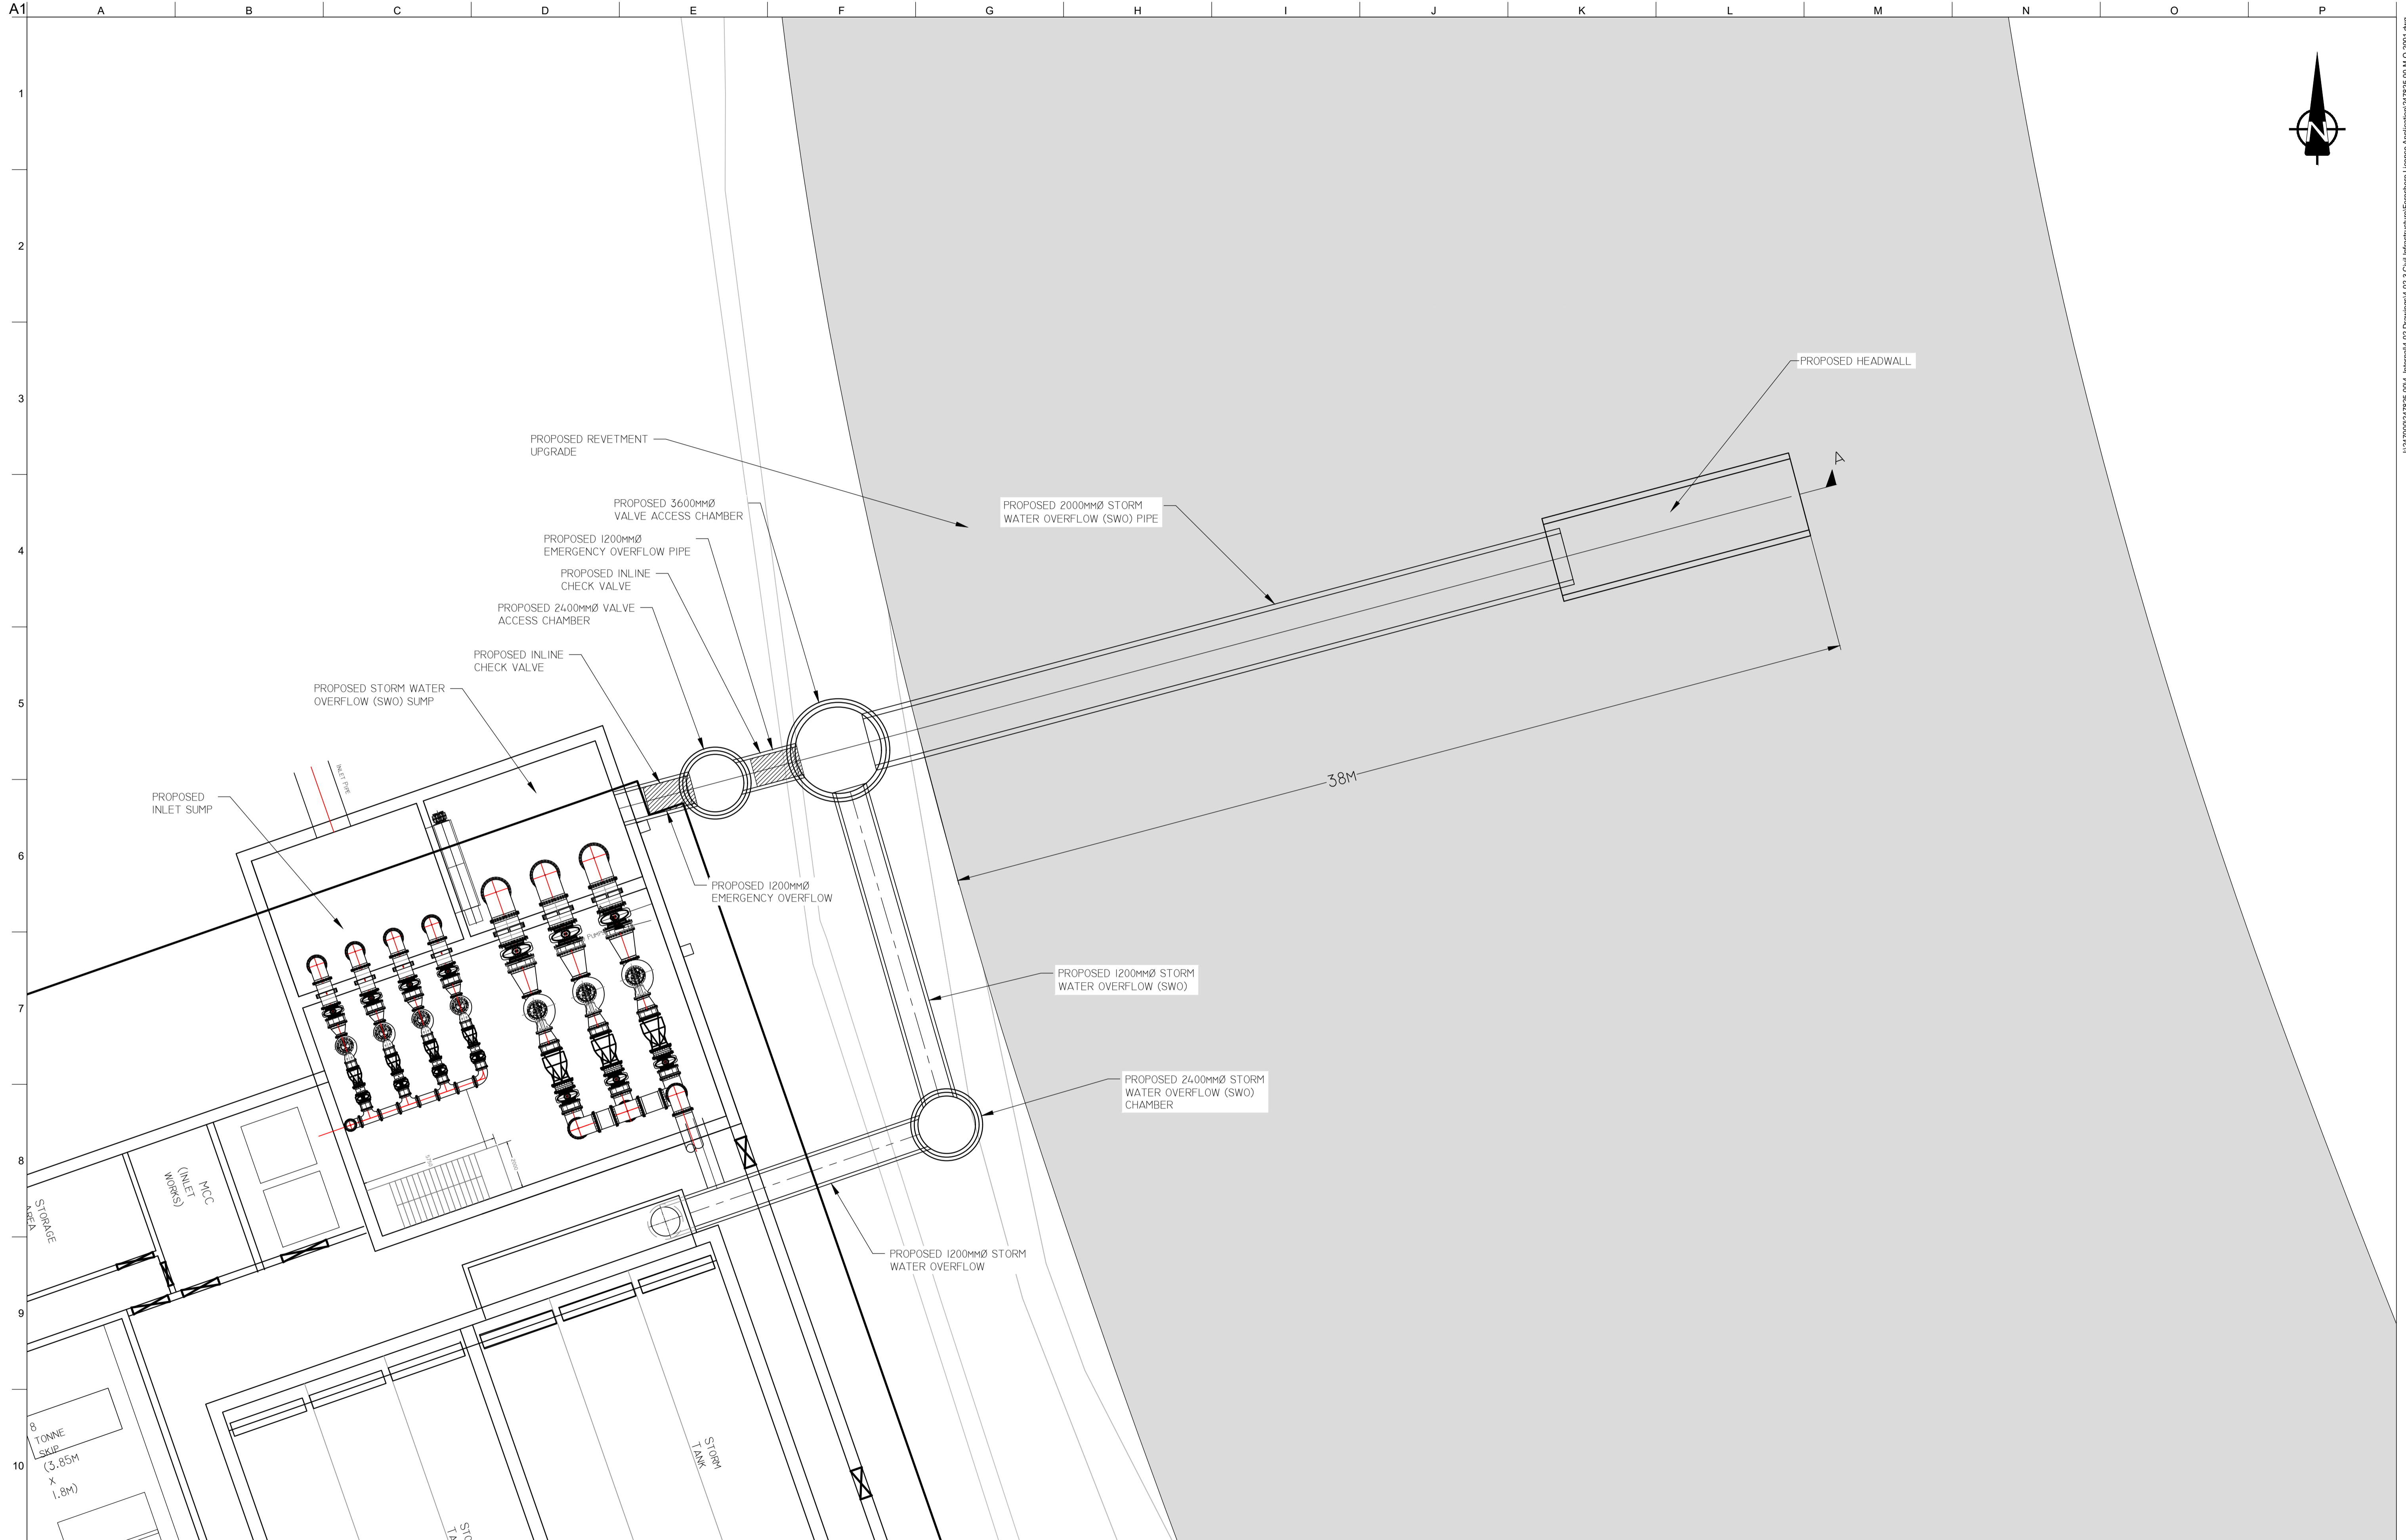 A1
A B C D E F G H I J K L M N O P
1
2
3
4
5
6
7
8
9
10
N
PROPOSED HEADWALL
A
PROPOSED REVETMENT
UPGRADE
PROPOSED 3600MMØ
VALVE ACCESS CHAMBER
PROPOSED 2000MMØ STORM
WATER OVERFLOW (SWO) PIPE
PROPOSED 1200MMØ
EMERGENCY OVERFLOW PIPE
PROPOSED INLINE
CHECK VALVE
PROPOSED 2400MMØ VALVE
ACCESS CHAMBER
PROPOSED INLINE
CHECK VALVE
PROPOSED STORM WATER
OVERFLOW (SWO) SUMP
INLET PIPE
PROPOSED
INLET SUMP
38M
PROPOSED 1200MMØ
EMERGENCY OVERFLOW
PROPOSED 1200MMØ STORM
WATER OVERFLOW (SWO)
PROPOSED 2400MMØ STORM
WATER OVERFLOW (SWO)
CHAMBER
MCC
(INLET
WORKS)
STORAGE
AREA
PROPOSED 1200MMØ STORM
WATER OVERFLOW
8
TONNE
SKIP
(3.85M
X
1.8M)
STORM
TANK